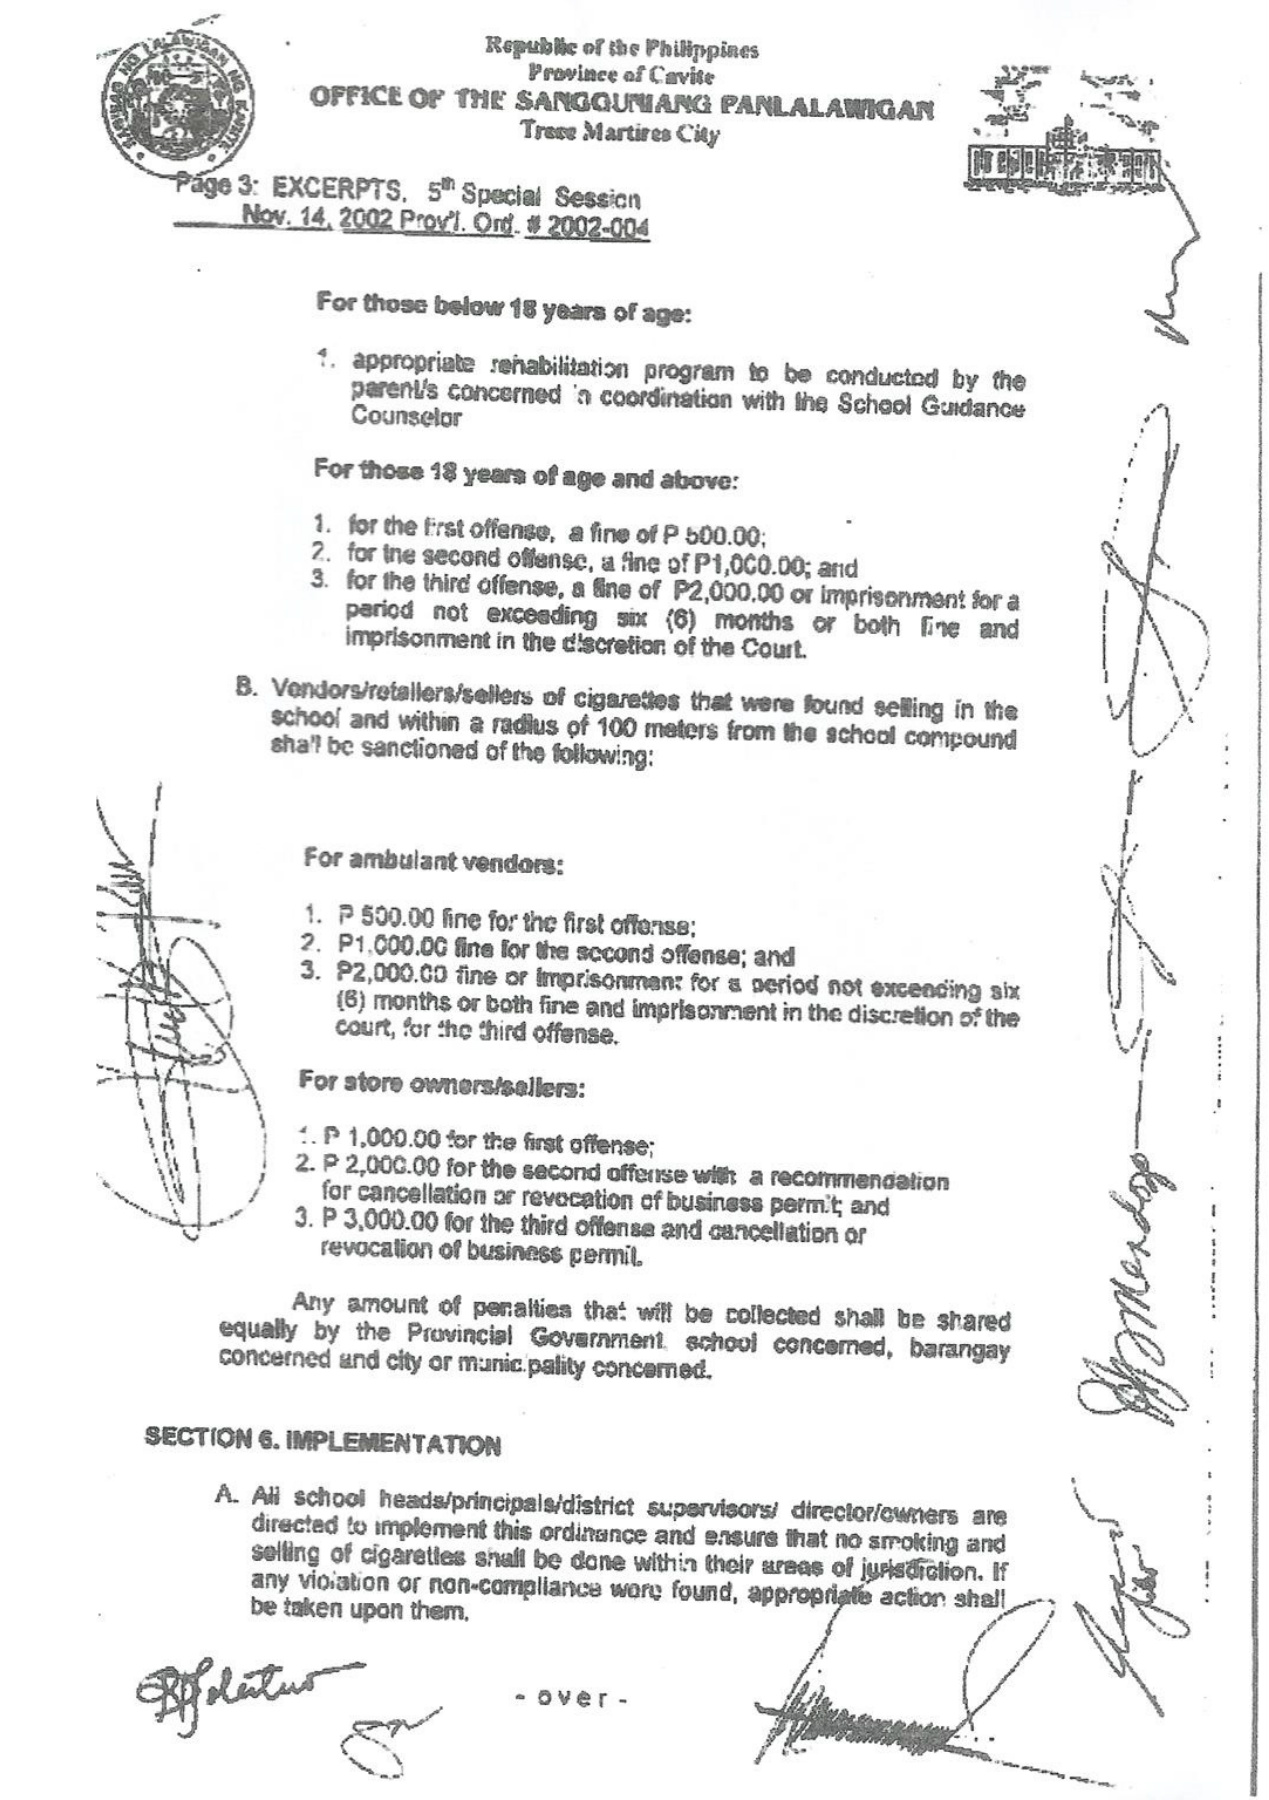 Republic of the Philippines
Province of Cavite
OFFICE OF THE SANGGUNIANG PANLALAWIGAN
Trece Martires City
Page 3: EXCERPTS, 5th Special Session
Nov. 14, 2002 Prov'l. Ord. # 2002-004
For those below 18 years of age:
1. appropriate rehabilitation program to be conducted by the
parent/s concerned in coordination with the School Guidance
Counselor
For those 18 years of age and above:
1. for the first offense, a fine of P 500.00;
2. for the second offense, a fine of P1,000.00; and
3. for the third offense, a fine of P2,000.00 or imprisonment for a
period not exceeding six (6) months or both fine and
imprisonment in the discretion of the Court.
B. Vendors/retailers/sellers of cigarettes that were found selling in the
school and within a radius of 100 meters from the school compound
shall be sanctioned of the following:
For ambulant vendors:
1. P 500.00 fine for the first offense;
2. P1,000.00 fine for the second offense; and
3. P2,000.00 fine or imprisonment for a period not exceeding six
(6) months or both fine and imprisonment in the discretion of the
court, for the third offense.
For store owners/sellers:
1. P 1,000.00 for the first offense;
2. P 2,000.00 for the second offense with a recommendation
for cancellation or revocation of business permit; and
3. P 3,000.00 for the third offense and cancellation or
revocation of business permit.
Any amount of penalties that will be collected shall be shared
equally by the Provincial Government, school concerned, barangay
concerned and city or municipality concerned.
SECTION 6. IMPLEMENTATION
A. All school heads/principals/district supervisors/ director/owners are
directed to implement this ordinance and ensure that no smoking and
selling of cigarettes shall be done within their areas of jurisdiction. If
any violation or non-compliance were found, appropriate action shall
be taken upon them.
- over -
Mendoza